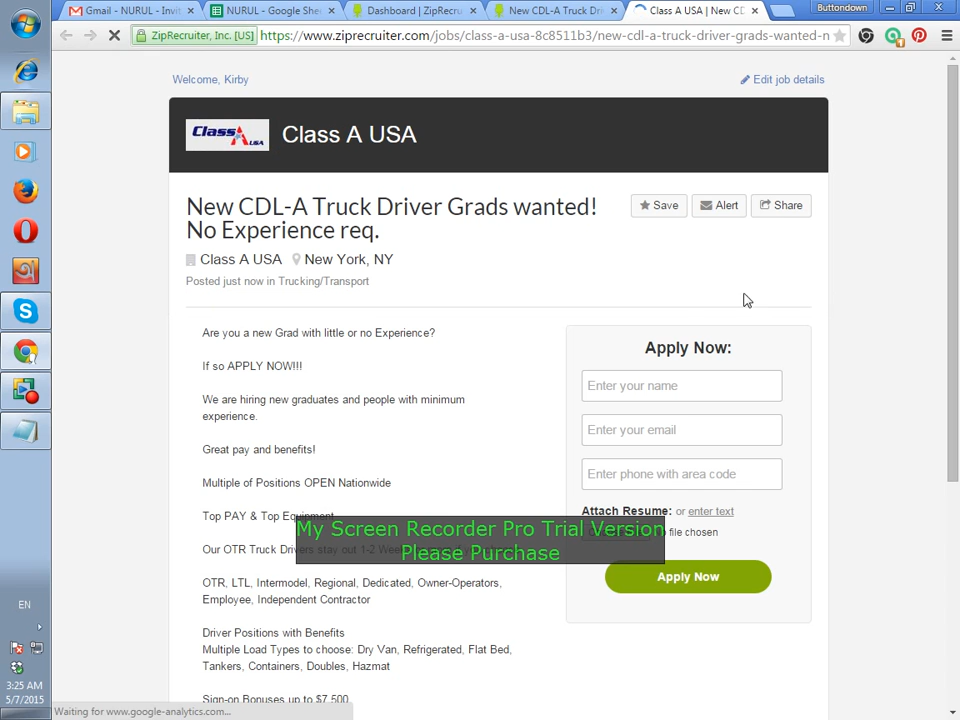 Gmail - NURUL - Invit
NURUL - Google She
Dashboard | ZipRecru
New CDL-A Truck Dri
Class A USA | New CD
Buttondown
ZipRecruiter, Inc. [US]
https://www.ziprecruiter.com/jobs/class-a-usa-8c8511b3/new-cdl-a-truck-driver-grads-wanted-n
Welcome, Kirby
Edit job details
Class A USA
Class A USA
New CDL-A Truck Driver Grads wanted!
No Experience req.
Save
Alert
Share
Class A USA New York, NY
Posted just now in Trucking/Transport
Are you a new Grad with little or no Experience?
If so APPLY NOW!!!
We are hiring new graduates and people with minimum
experience.
Great pay and benefits!
Multiple of Positions OPEN Nationwide
Top PAY & Top Equipment
Our OTR Truck Drivers stay out 1-2 Week
OTR, LTL, Intermodel, Regional, Dedicated, Owner-Operators,
Employee, Independent Contractor
Driver Positions with Benefits
Multiple Load Types to choose: Dry Van, Refrigerated, Flat Bed,
Tankers, Containers, Doubles, Hazmat
Sign-on Bonuses up to $7,500
Apply Now:
Enter your name
Enter your email
Enter phone with area code
Attach Resume: or enter text
file chosen
Apply Now
My Screen Recorder Pro Trial Version
Please Purchase
EN
3:25 AM
5/7/2015
Waiting for www.google-analytics.com...